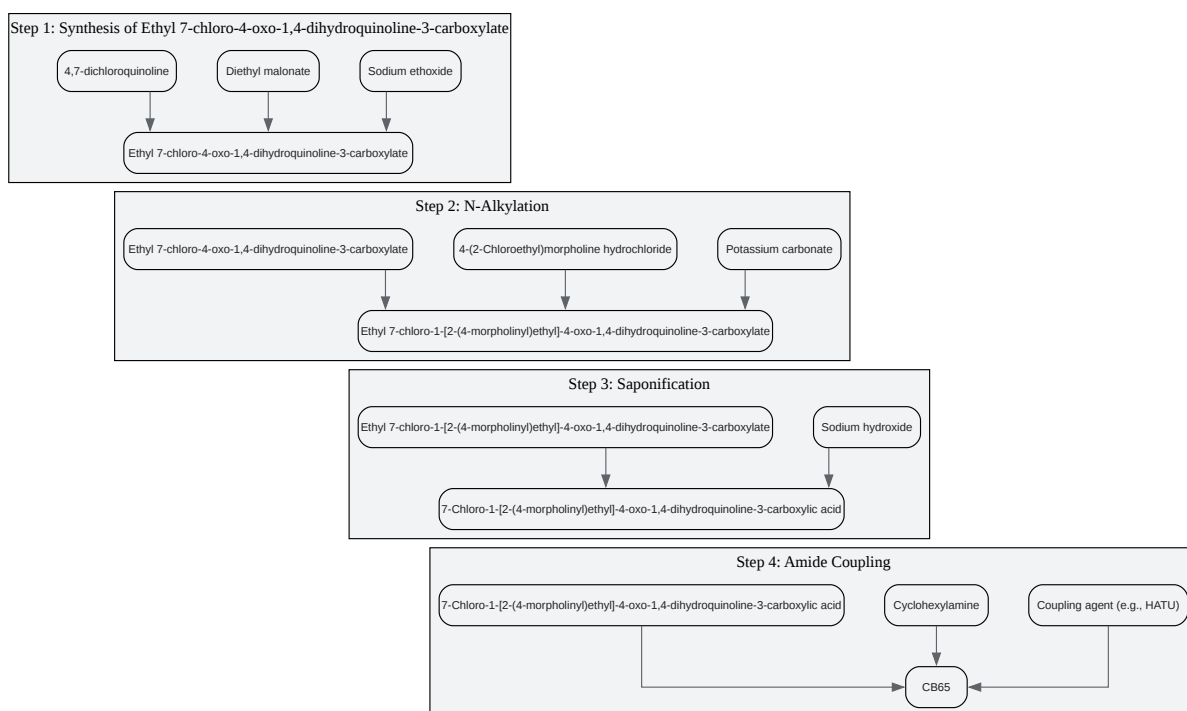 Step 1: Synthesis of Ethyl 7-chloro-4-oxo-1,4-dihydroquinoline-3-carboxylate
4,7-dichloroquinoline
Diethyl malonate
Sodium ethoxide
Ethyl 7-chloro-4-oxo-1,4-dihydroquinoline-3-carboxylate
Step 2: N-Alkylation
Ethyl 7-chloro-4-oxo-1,4-dihydroquinoline-3-carboxylate
4-(2-Chloroethyl)morpholine hydrochloride
Potassium carbonate
Ethyl 7-chloro-1-[2-(4-morpholinyl)ethyl]-4-oxo-1,4-dihydroquinoline-3-carboxylate
Step 3: Saponification
Ethyl 7-chloro-1-[2-(4-morpholinyl)ethyl]-4-oxo-1,4-dihydroquinoline-3-carboxylate
Sodium hydroxide
7-Chloro-1-[2-(4-morpholinyl)ethyl]-4-oxo-1,4-dihydroquinoline-3-carboxylic acid
Step 4: Amide Coupling
7-Chloro-1-[2-(4-morpholinyl)ethyl]-4-oxo-1,4-dihydroquinoline-3-carboxylic acid
Cyclohexylamine
Coupling agent (e.g., HATU)
CB65